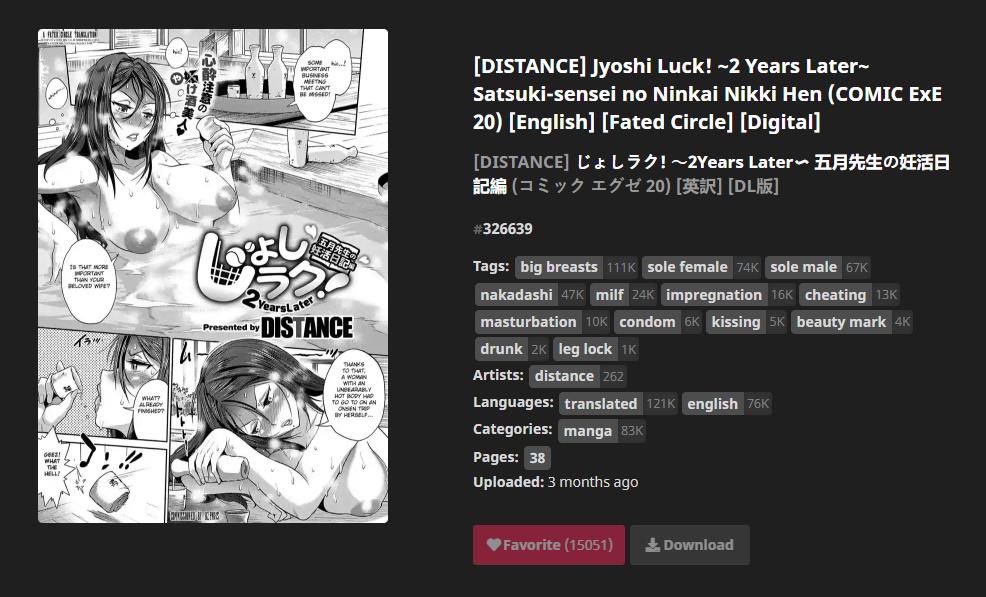 A FATED CIRCLE TRANSLATION
hic!
心酔注意の
や
妬け酒美人
SOME
IMPORTANT
BUSINESS
MEETING
THAT CAN'T
BE MISSED!
hic...!
IS THAT MORE
IMPORTANT
THAN YOUR
BELOVED WIFE?
じょし
ラク!
五月先生の
妊活日記編
2 Years Later
Presented by DISTANCE
イラッ
WHAT?
ALREADY
FINISHED?
THANKS
TO THAT,
A WOMAN
WITH AN
UNBEARABLY
HOT BODY HAD
TO GO TO ON AN
ONSEN TRIP
BY HERSELF...
GEEZ!
WHAT
THE
HELL!
[DISTANCE] Jyoshi Luck! ~2 Years Later~
Satsuki-sensei no Ninkai Nikki Hen (COMIC ExE
20) [English] [Fated Circle] [Digital]
[DISTANCE] じょしラク! ～2Years Later～ 五月先生の妊活日
記編 (コミック エグゼ 20) [英訳] [DL版]
#326639
Tags: big breasts 111K sole female 74K sole male 67K
nakadashi 47K milf 24K impregnation 16K cheating 13K
masturbation 10K condom 6K kissing 5K beauty mark 4K
drunk 2K leg lock 1K
Artists: distance 262
Languages: translated 121K english 76K
Categories: manga 83K
Pages: 38
Uploaded: 3 months ago
Favorite (15051) Download